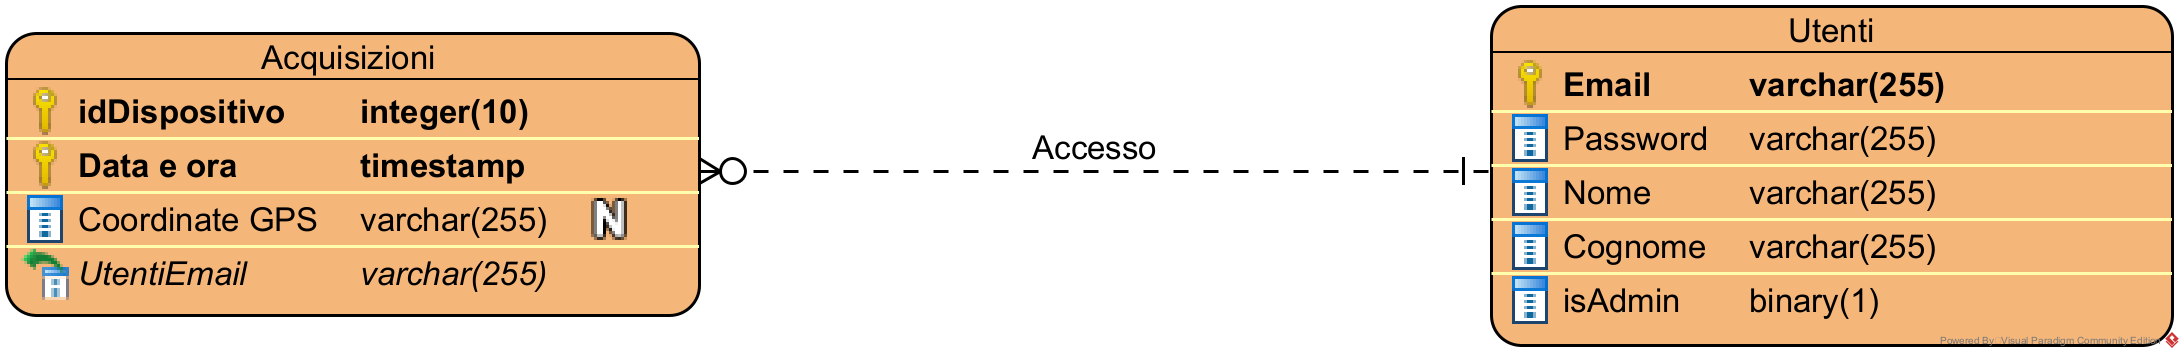 Acquisizioni
idDispositivo integer(10)
Data e ora timestamp
Coordinate GPS varchar(255) N
UtentiEmail varchar(255)
Accesso
Utenti
Email varchar(255)
Password varchar(255)
Nome varchar(255)
Cognome varchar(255)
isAdmin binary(1)
Powered By: Visual Paradigm Community Edition